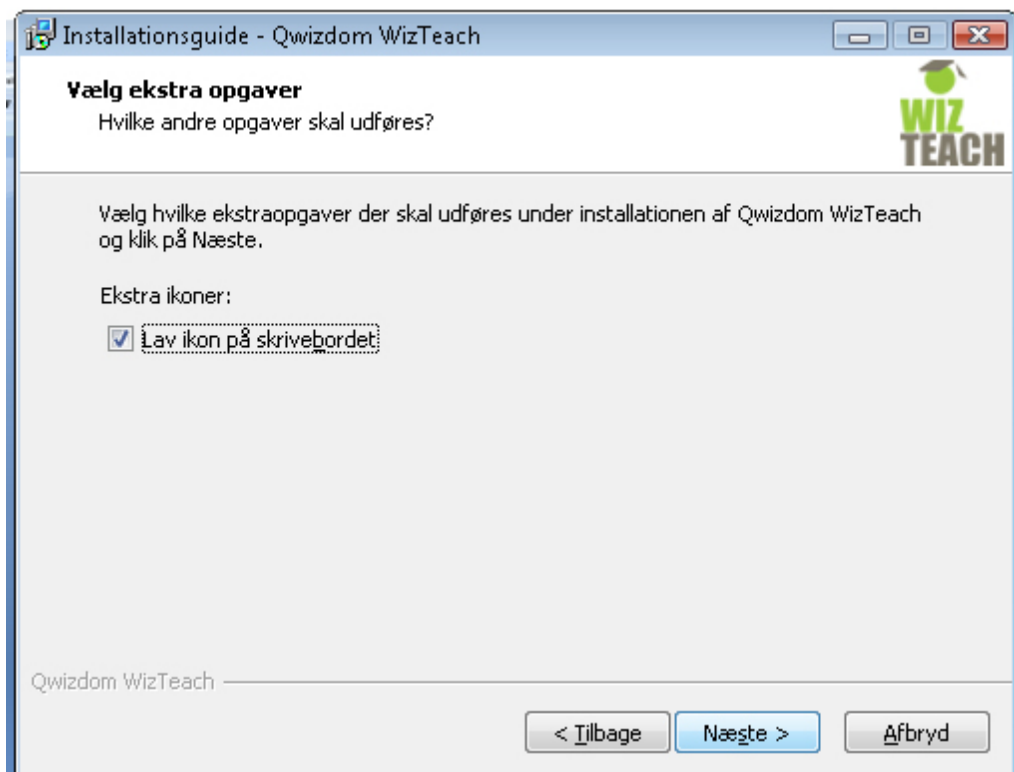 Installationsguide - Qwizdom WizTeach
Vælg ekstra opgaver
Hvilke andre opgaver skal udføres?
WIZ
TEACH
Vælg hvilke ekstraopgaver der skal udføres under installationen af Qwizdom WizTeach
og klik på Næste.
Ekstra ikoner:
Lav ikon på skrivebordet
Qwizdom WizTeach
< Tilbage
Næste >
Afbryd